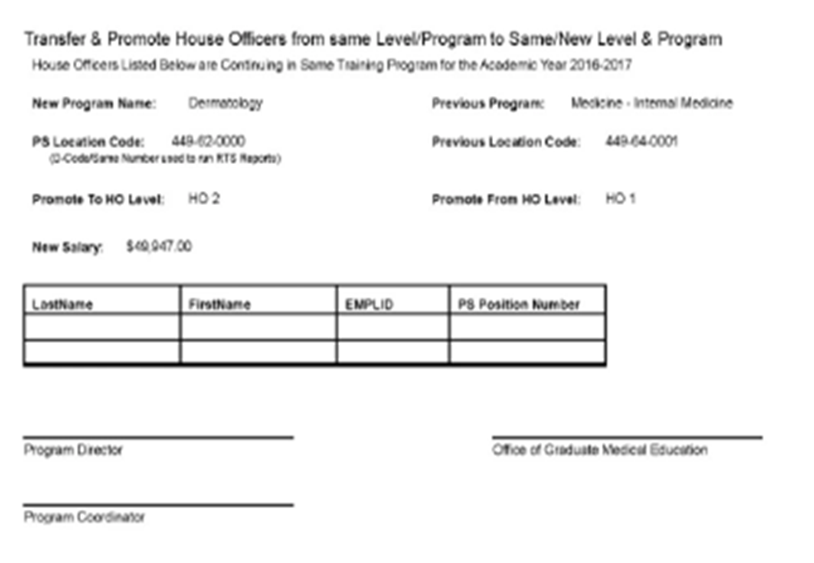 Transfer & Promote House Officers from same Level/Program to Same/New Level & Program
House Officers Listed Below are Continuing in Same Training Program for the Academic Year 2016-2017
New Program Name: Dermatology Previous Program: Medicine - Internal Medicine
PS Location Code: 449-62-0000 Previous Location Code: 449-64-0001
(D-Code/Same Number used to run RTS Reports)
Promote To HO Level: HO 2 Promote From HO Level: HO 1
New Salary: $49,947.00
LastName FirstName EMPLID PS Position Number
Program Director Office of Graduate Medical Education
Program Coordinator